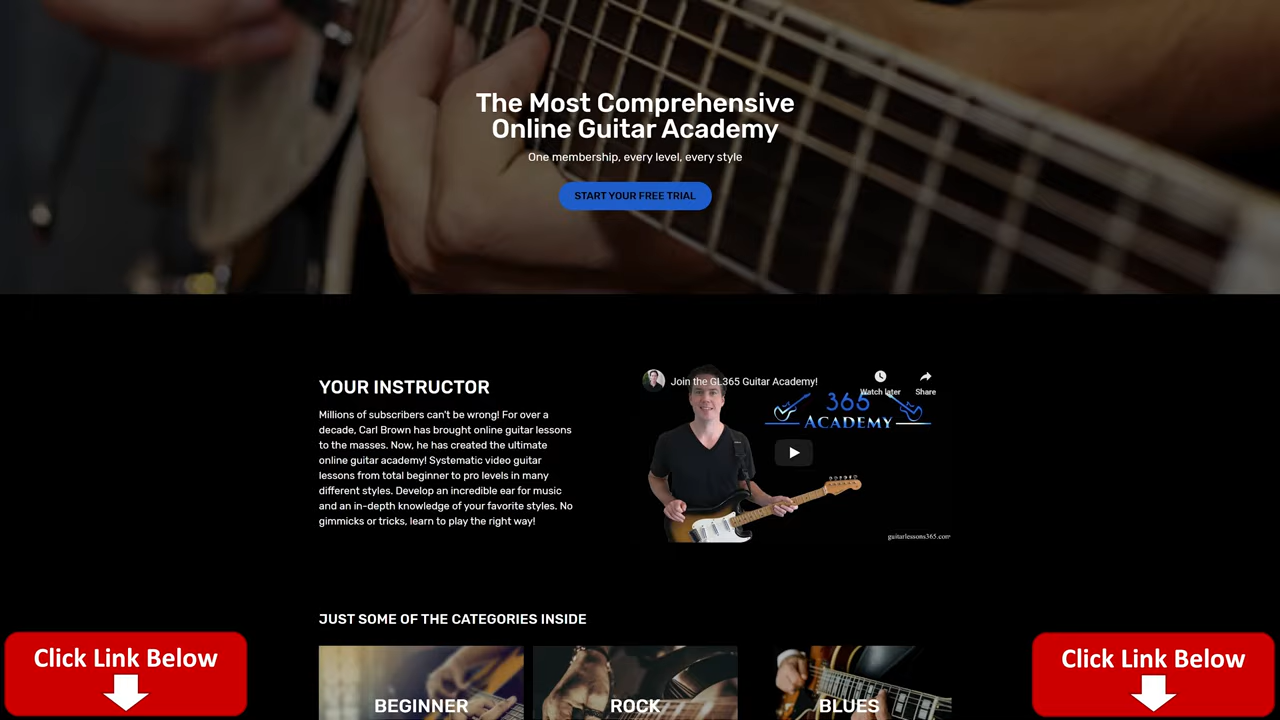 The Most Comprehensive
Online Guitar Academy
One membership, every level, every style
START YOUR FREE TRIAL
YOUR INSTRUCTOR
Millions of subscribers can't be wrong! For over a
decade, Carl Brown has brought online guitar lessons
to the masses. Now, he has created the ultimate
online guitar academy! Systematic video guitar
lessons from total beginner to pro levels in many
different styles. Develop an incredible ear for music
and an in-depth knowledge of your favorite styles. No
gimmicks or tricks, learn to play the right way!
Join the GL365 Guitar Academy!
Watch later
Share
365
ACADEMY
guitarlessons365.com
JUST SOME OF THE CATEGORIES INSIDE
BEGINNER
ROCK
BLUES
Click Link Below
Click Link Below